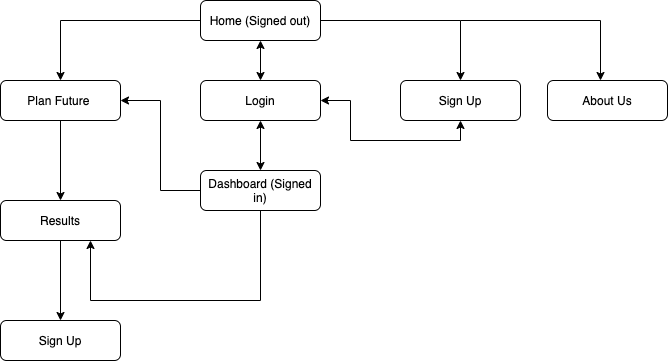 Home (Signed out)
Plan Future
Login
Sign Up
About Us
Dashboard (Signed
in)
Results
Sign Up